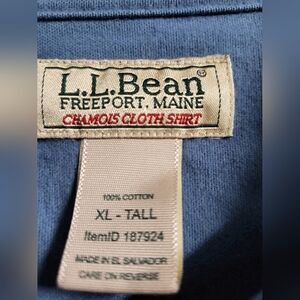 L.L.Bean®
FREEPORT, MAINE
CHAMOIS CLOTH SHIRT
100% COTTON
XL - TALL
ItemID 187924
MADE IN EL SALVADOR
CARE ON REVERSE